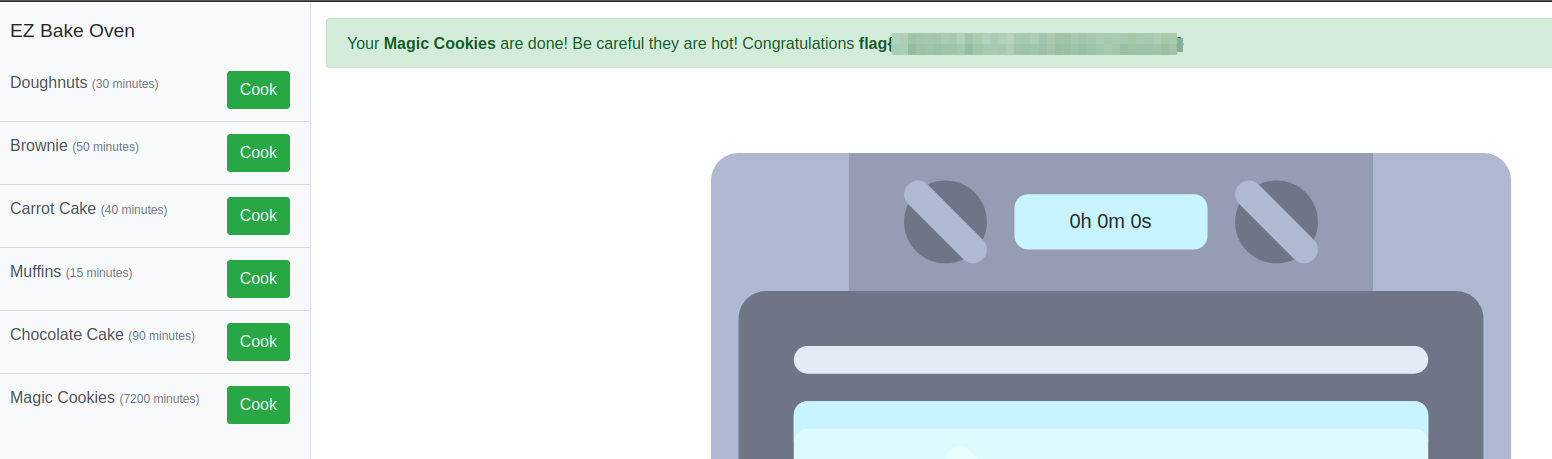 EZ Bake Oven
Your Magic Cookies are done! Be careful they are hot! Congratulations flag{
Doughnuts (30 minutes) Cook
Brownie (50 minutes) Cook
Carrot Cake (40 minutes) Cook
Muffins (15 minutes) Cook
Chocolate Cake (90 minutes) Cook
Magic Cookies (7200 minutes) Cook
0h 0m 0s